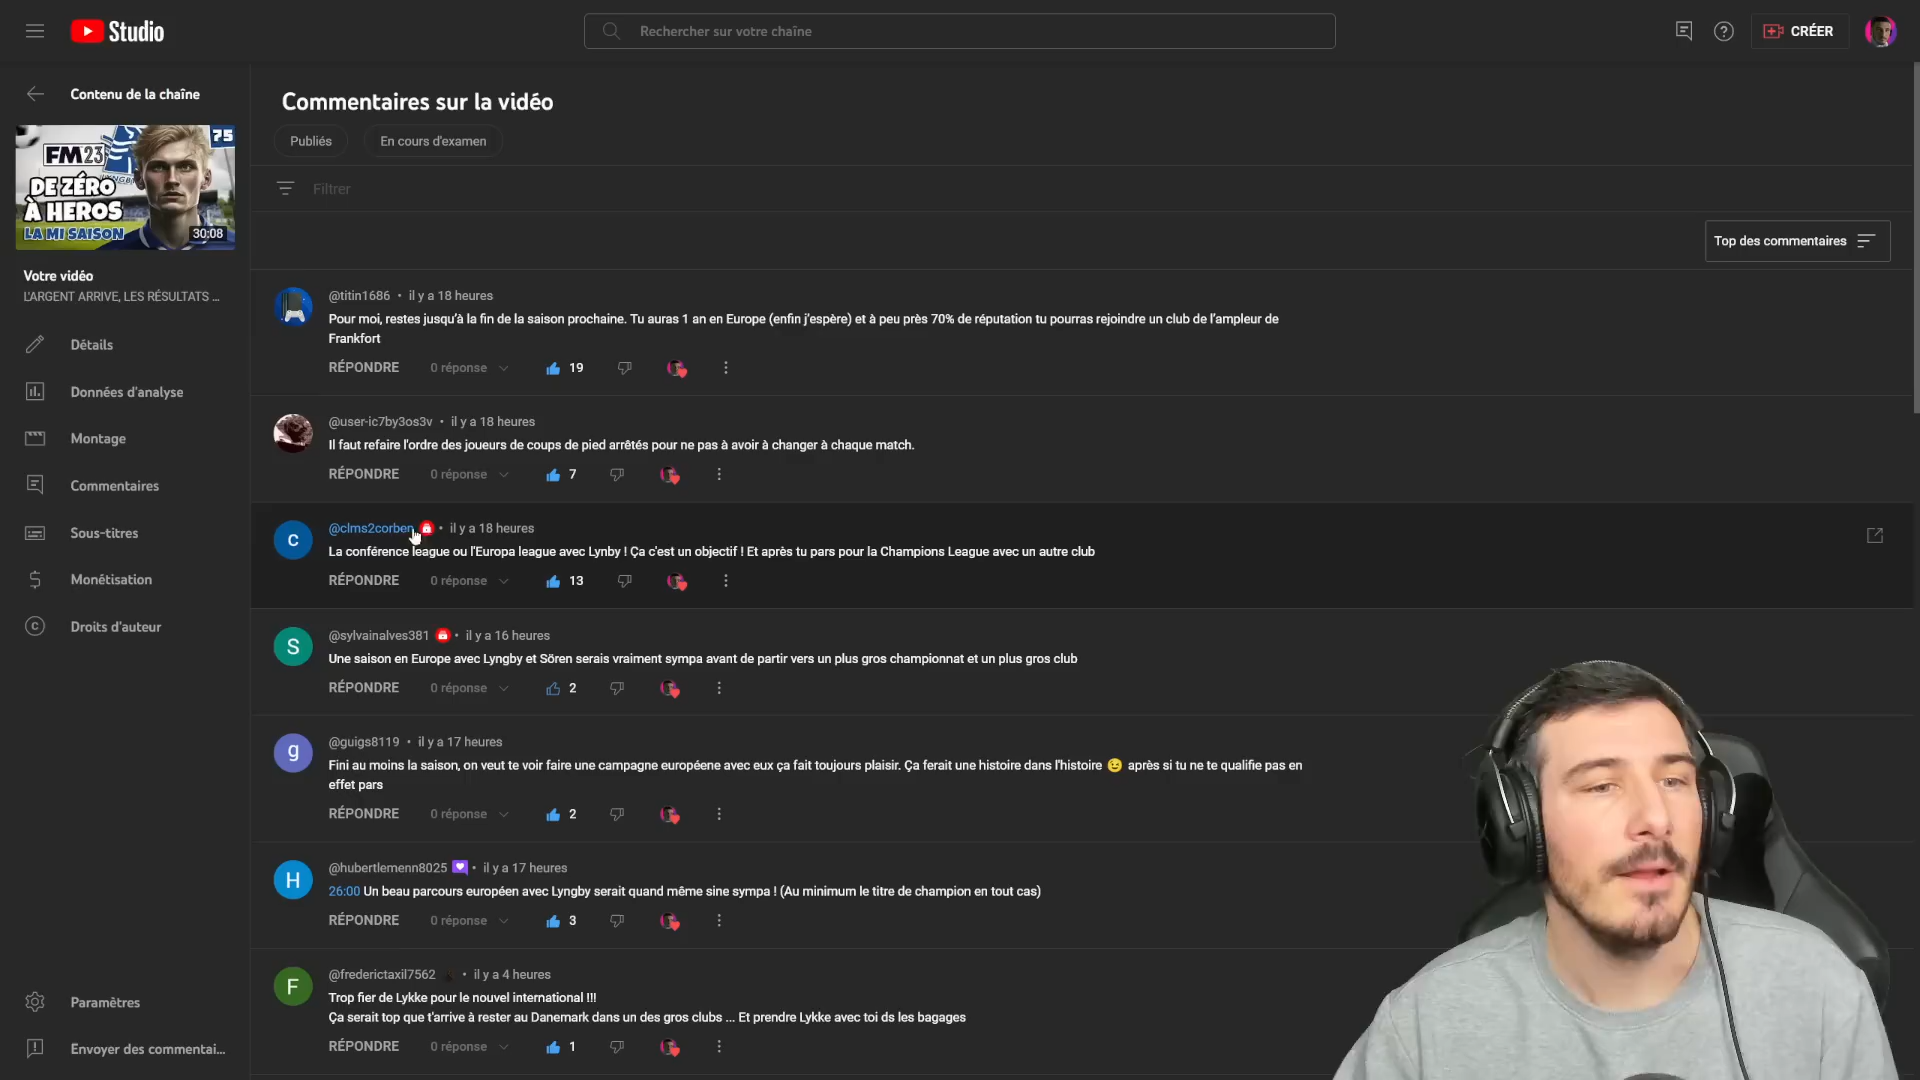 Studio
Rechercher sur votre chaîne
CRÉER
Contenu de la chaîne
75
FM23
DE ZÉRO
À HEROS
LA MI SAISON
30:08
Votre vidéo
L'ARGENT ARRIVE, LES RÉSULTATS ...
Détails
Données d'analyse
Montage
Commentaires
Sous-titres
Monétisation
Droits d'auteur
Paramètres
Envoyer des commentai...
Commentaires sur la vidéo
Publiés
En cours d'examen
Filtrer
Top des commentaires
@titin1686 • il y a 18 heures
Pour moi, restes jusqu'à la fin de la saison prochaine. Tu auras 1 an en Europe (enfin j'espère) et à peu près 70% de réputation tu pourras rejoindre un club de l'ampleur de
Frankfort
RÉPONDRE 0 réponse 19
@user-ic7by3os3v • il y a 18 heures
Il faut refaire l'ordre des joueurs de coups de pied arrêtés pour ne pas à avoir à changer à chaque match.
RÉPONDRE 0 réponse 7
C
@clms2corben • il y a 18 heures
La conférence league ou l'Europa league avec Lynby ! Ça c'est un objectif ! Et après tu pars pour la Champions League avec un autre club
RÉPONDRE 0 réponse 13
S
@sylvainalves381 • il y a 16 heures
Une saison en Europe avec Lyngby et Sören serais vraiment sympa avant de partir vers un plus gros championnat et un plus gros club
RÉPONDRE 0 réponse 2
g
@guigs8119 • il y a 17 heures
Fini au moins la saison, on veut te voir faire une campagne européene avec eux ça fait toujours plaisir. Ça ferait une histoire dans l'histoire 😉 après si tu ne te qualifie pas en
effet pars
RÉPONDRE 0 réponse 2
H
@hubertlemenn8025 • il y a 17 heures
26:00 Un beau parcours européen avec Lyngby serait quand même sine sympa ! (Au minimum le titre de champion en tout cas)
RÉPONDRE 0 réponse 3
F
@frederictaxil7562 • il y a 4 heures
Trop fier de Lykke pour le nouvel international !!!
Ça serait top que t'arrive à rester au Danemark dans un des gros clubs ... Et prendre Lykke avec toi ds les bagages
RÉPONDRE 0 réponse 1